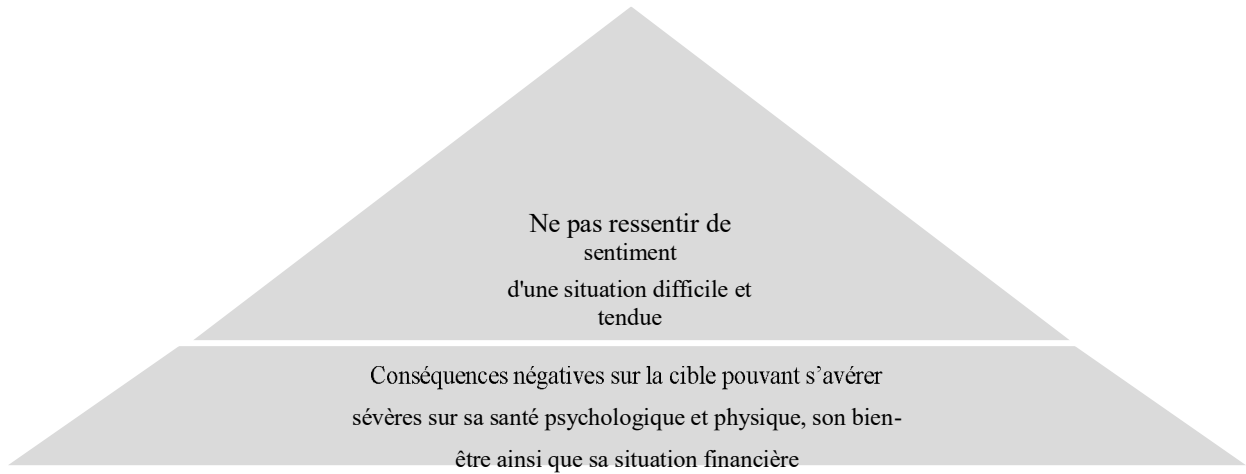 Ne pas ressentir de
sentiment
d'une situation difficile et
tendue
Conséquences négatives sur la cible pouvant s’avérer
sévères sur sa santé psychologique et physique, son bien-
être ainsi que sa situation financière